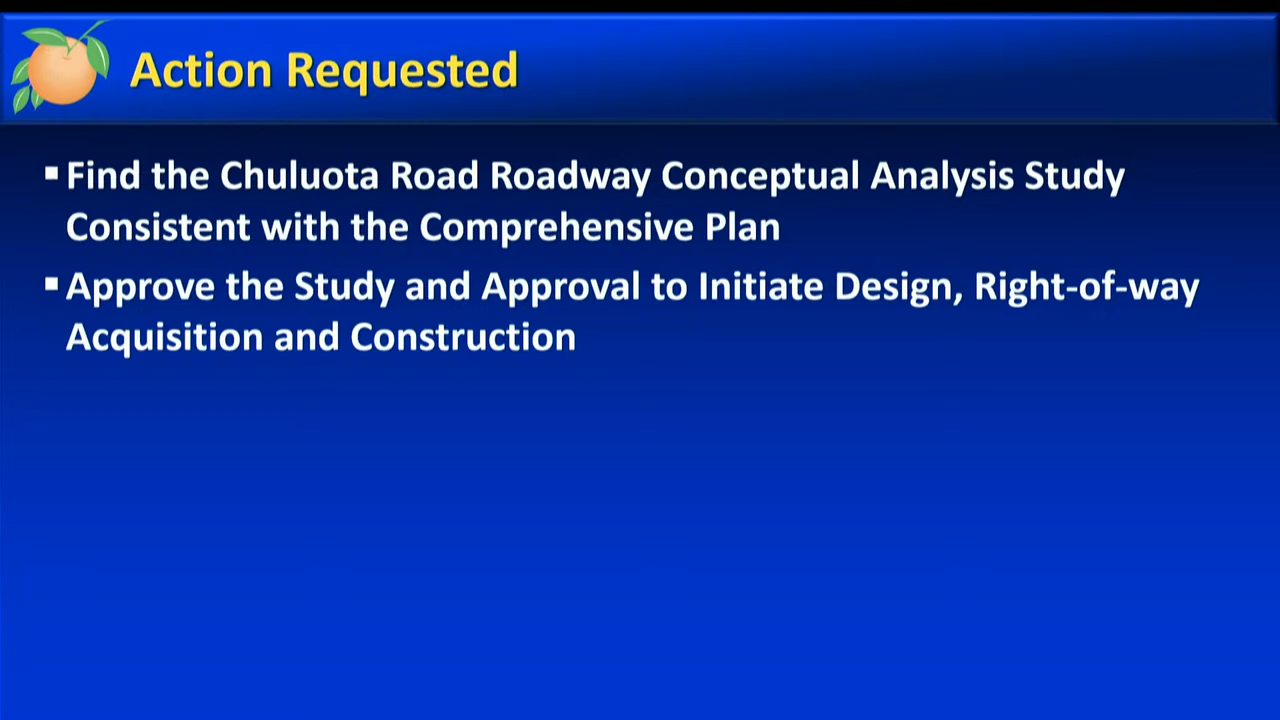 Action Requested
▪Find the Chuluota Road Roadway Conceptual Analysis Study
Consistent with the Comprehensive Plan
▪Approve the Study and Approval to Initiate Design, Right-of-way
Acquisition and Construction